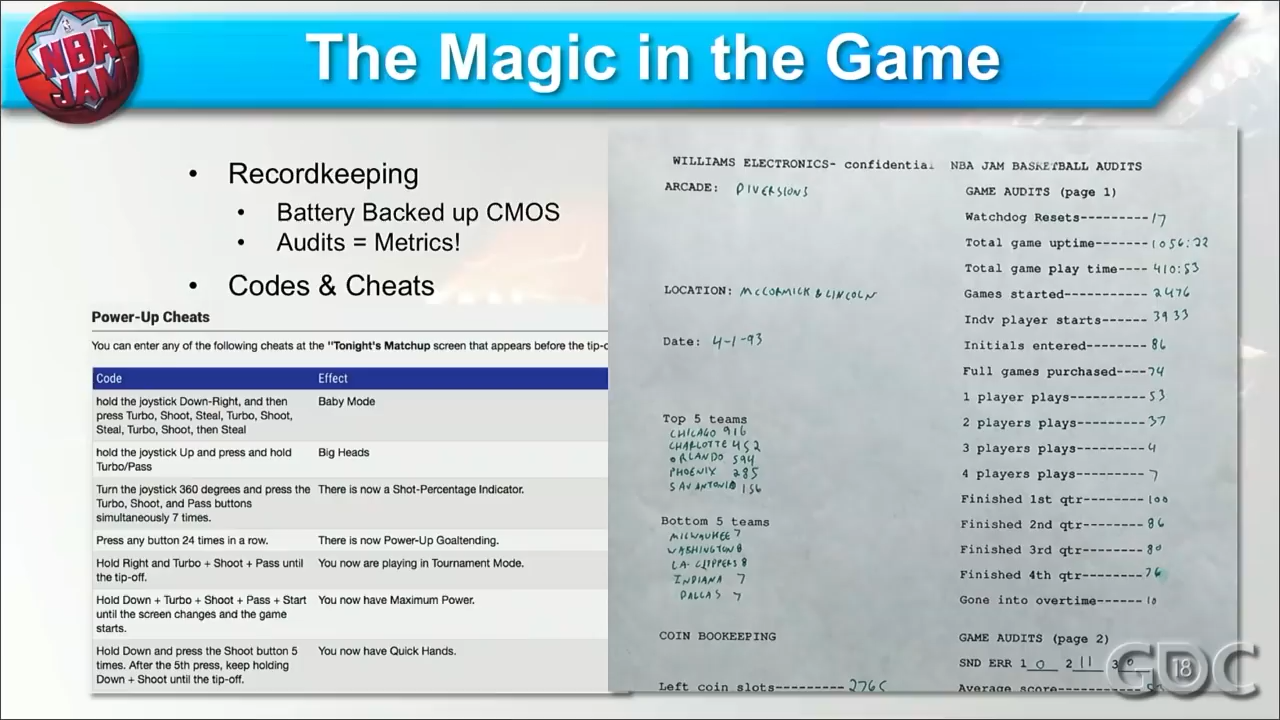 NBA
JAM
The Magic in the Game
• Recordkeeping
• Battery Backed up CMOS
• Audits = Metrics!
• Codes & Cheats
Power-Up Cheats
You can enter any of the following cheats at the "Tonight's Matchup screen that appears before the tip-o
Code Effect
hold the joystick Down-Right, and then
press Turbo, Shoot, Steal, Turbo, Shoot,
Steal, Turbo, Shoot, then Steal
Baby Mode
hold the joystick Up and press and hold
Turbo/Pass
Big Heads
Turn the joystick 360 degrees and press the
Turbo, Shoot, and Pass buttons
simultaneously 7 times.
There is now a Shot-Percentage Indicator.
Press any button 24 times in a row. There is now Power-Up Goaltending.
Hold Right and Turbo + Shoot + Pass until
the tip-off.
You now are playing in Tournament Mode.
Hold Down + Turbo + Shoot + Pass + Start
until the screen changes and the game
starts.
You now have Maximum Power.
Hold Down and press the Shoot button 5
times. After the 5th press, keep holding
Down + Shoot until the tip-off.
You now have Quick Hands.
WILLIAMS ELECTRONICS- confidential NBA JAM BASKETBALL AUDITS
ARCADE: DIVERSIONS
LOCATION: McCORMICK & LINCOLN
Date: 4-1-93
Top 5 teams
CHICAGO 916
CHARLOTTE 452
ORLANDO 594
PHOENIX 285
SAN ANTONIO 156
Bottom 5 teams
MILWAUKEE 7
WASHINGTON 8
LA CLIPPERS 8
INDIANA 7
DALLAS 7
COIN BOOKEEPING
Left coin slots--------- 276
GAME AUDITS (page 1)
Watchdog Resets---------17
Total game uptime-------1056:22
Total game play time---- 410:53
Games started-----------2476
Indv player starts------ 3933
Initials entered-------- 86
Full games purchased----74
1 player plays---------- 53
2 players plays---------37
3 players plays--------- 4
4 players plays--------- 7
Finished 1st qtr-------- 100
Finished 2nd qtr-------- 86
Finished 3rd qtr-------- 80
Finished 4th qtr--------76
Gone into overtime------ 10
GAME AUDITS (page 2)
SND ERR 1 0 2 11 3 0
Average score-----
GDC
18